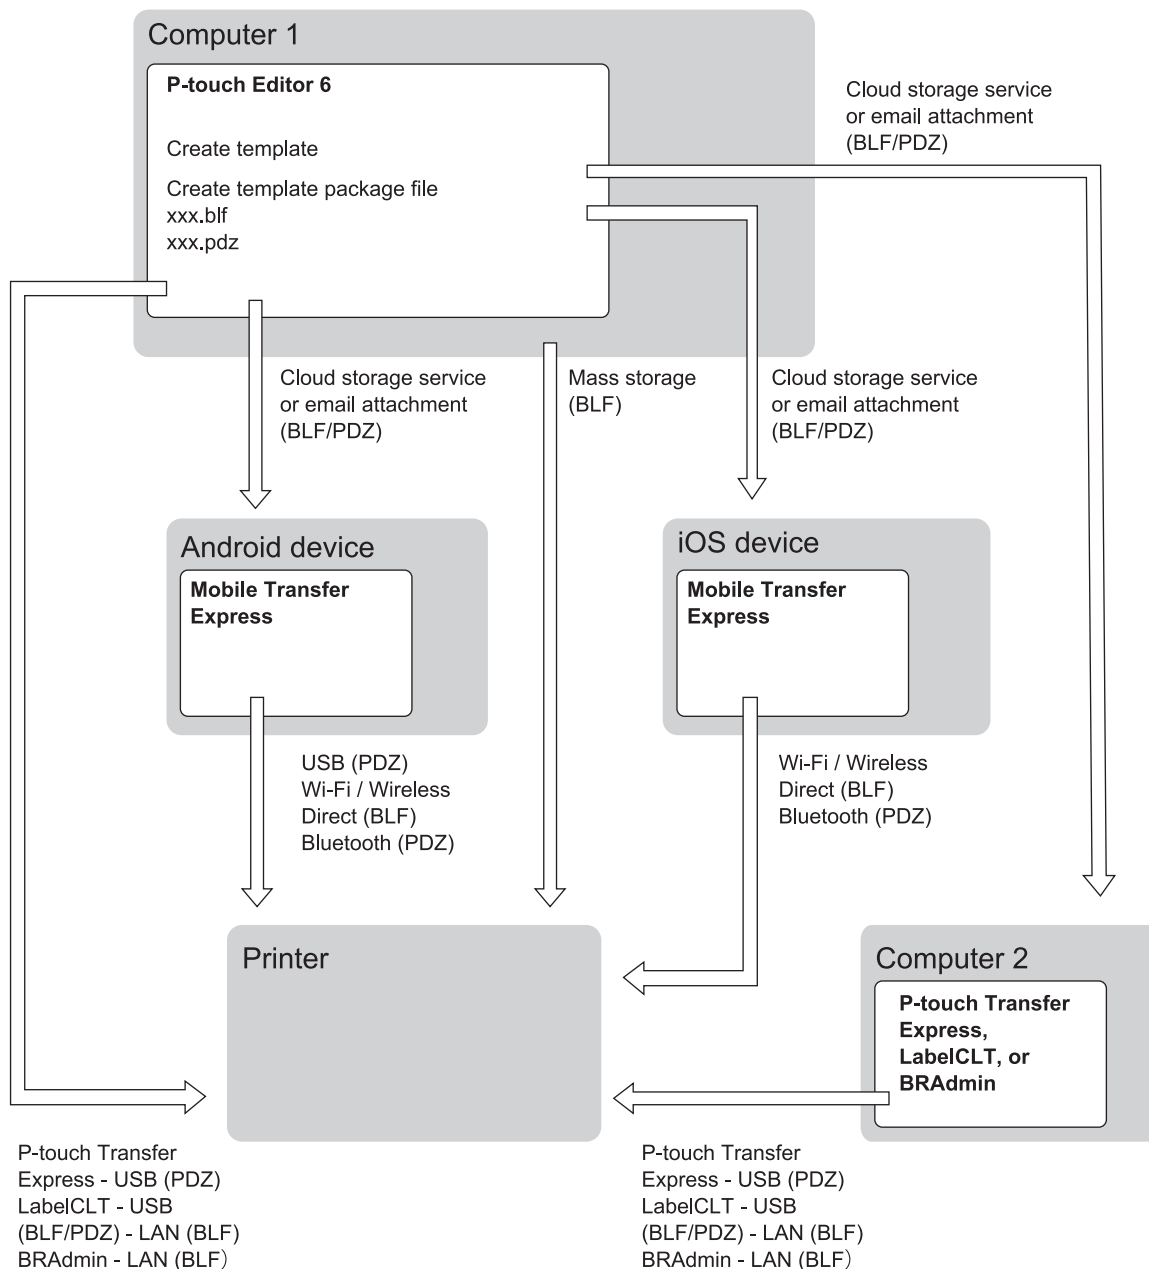 Computer 1
P-touch Editor 6
Create template
Create template package file
xxx.blf
xxx.pdz
Cloud storage service
or email attachment
(BLF/PDZ)
Cloud storage service
or email attachment
(BLF/PDZ)
Mass storage
(BLF)
Cloud storage service
or email attachment
(BLF/PDZ)
Android device
Mobile Transfer
Express
iOS device
Mobile Transfer
Express
USB (PDZ)
Wi-Fi / Wireless
Direct (BLF)
Bluetooth (PDZ)
Wi-Fi / Wireless
Direct (BLF)
Bluetooth (PDZ)
Printer
Computer 2
P-touch Transfer
Express,
LabelCLT, or
BRAdmin
P-touch Transfer
Express - USB (PDZ)
LabelCLT - USB
(BLF/PDZ) - LAN (BLF)
BRAdmin - LAN (BLF）
P-touch Transfer
Express - USB (PDZ)
LabelCLT - USB
(BLF/PDZ) - LAN (BLF)
BRAdmin - LAN (BLF）